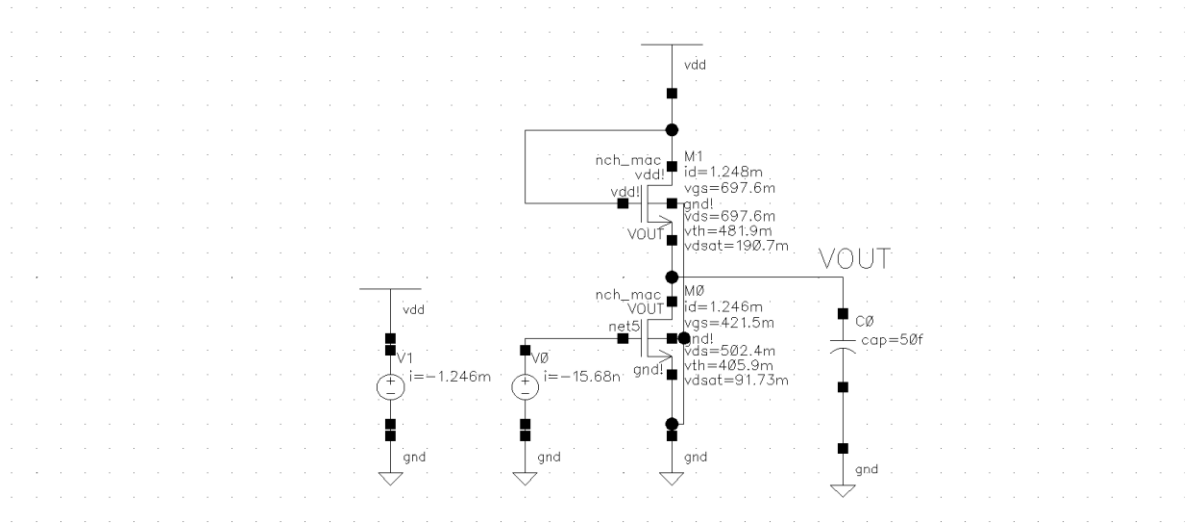 vdd
nch_mac
M1
vdd!
id=1.248m
vdd!
vgs=697.6m
gnd!
vds=697.6m
VOUT
vth=481.9m
vdsat=190.7m
VOUT
nch_mac
M0
VOUT
id=1.246m
net5
vgs=421.5m
gnd!
vds=502.4m
gnd!
vth=405.9m
vdsat=91.73m
C0
cap=50f
vdd
V1
i=-1.246m
V0
i=-15.68n
gnd
gnd
gnd
gnd